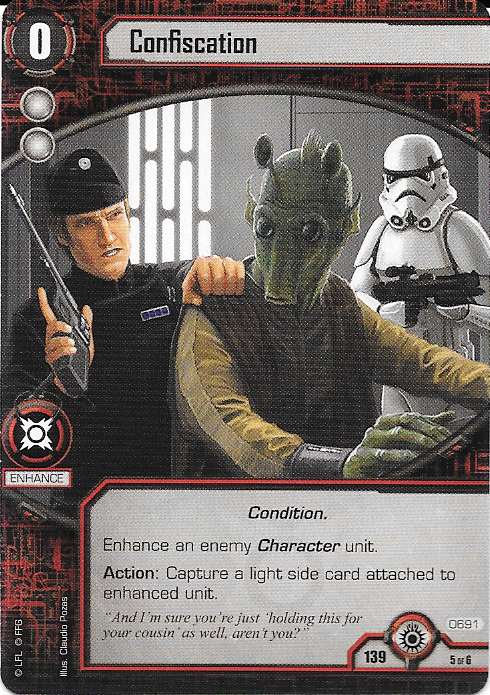 0
Confiscation
ENHANCE
Condition.
Enhance an enemy Character unit.
Action: Capture a light side card attached to
enhanced unit.
"And I'm sure you're just 'holding this for
your cousin' as well, aren't you?"
0691
139
5 OF 6
© LFL © FFG
Illus. Claudio Pozas